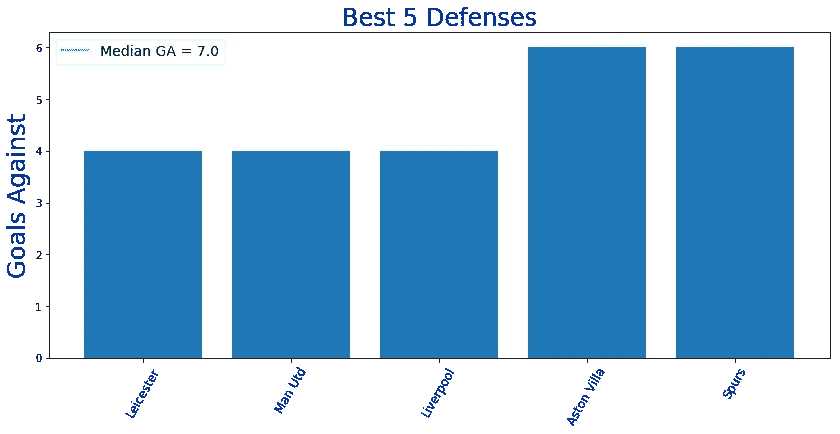 Best 5 Defenses
Median GA = 7.0
Goals Against
6
5
4
3
2
1
0
Leicester
Man Utd
Liverpool
Aston Villa
Spurs